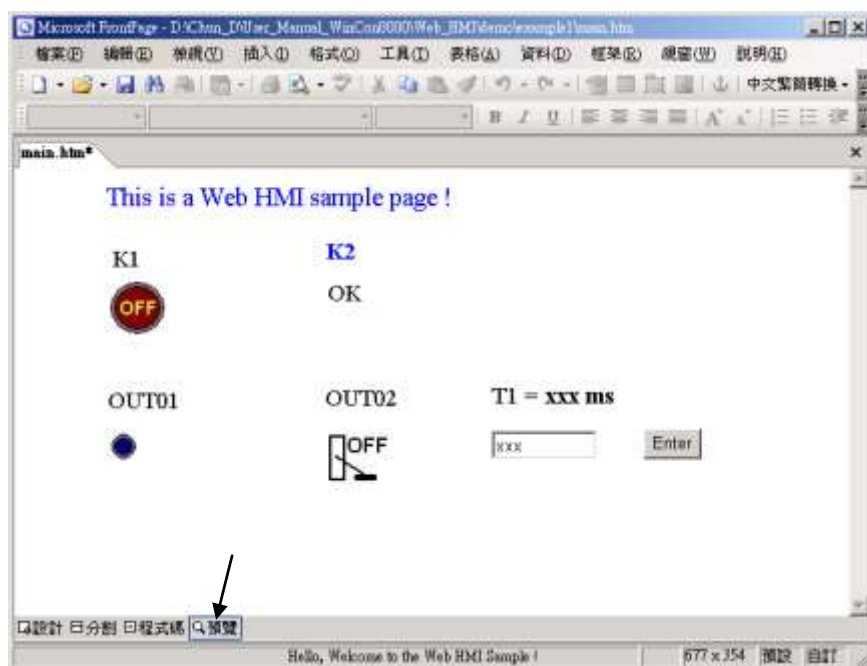 Microsoft FrontPage - D:\Chun_D\User_Manual_WinCon8000\Web_HMI\demo\example1\main.htm
檔案(F) 編輯(E) 檢視(V) 插入(I) 格式(O) 工具(T) 表格(A) 資料(D) 框架(R) 視窗(W) 說明(H)
中文繁簡轉換
B I U A A
main.htm*
This is a Web HMI sample page !
K1 K2
OFF OK
OUT01 OUT02 T1 = xxx ms
OFF xxx Enter
設計 分割 程式碼 預覽
Hello, Welcome to the Web HMI Sample ! 677 x 354 預設 自訂